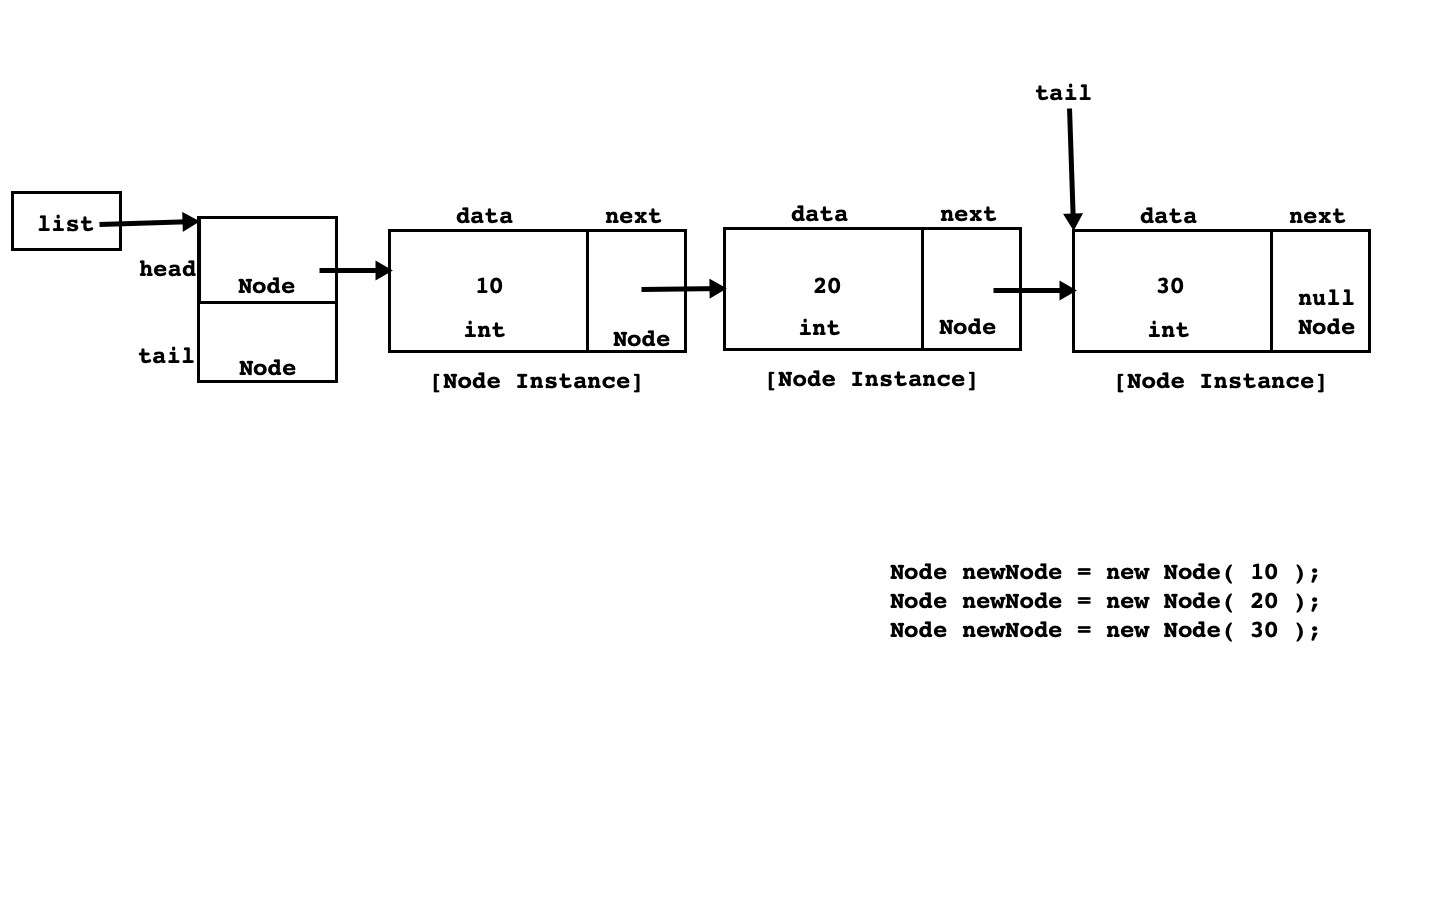 tail
list
head
Node
tail
Node
data next
10
int
Node
[Node Instance]
data next
20
int
Node
[Node Instance]
data next
30
int
null
Node
[Node Instance]
Node newNode = new Node( 10 );
Node newNode = new Node( 20 );
Node newNode = new Node( 30 );